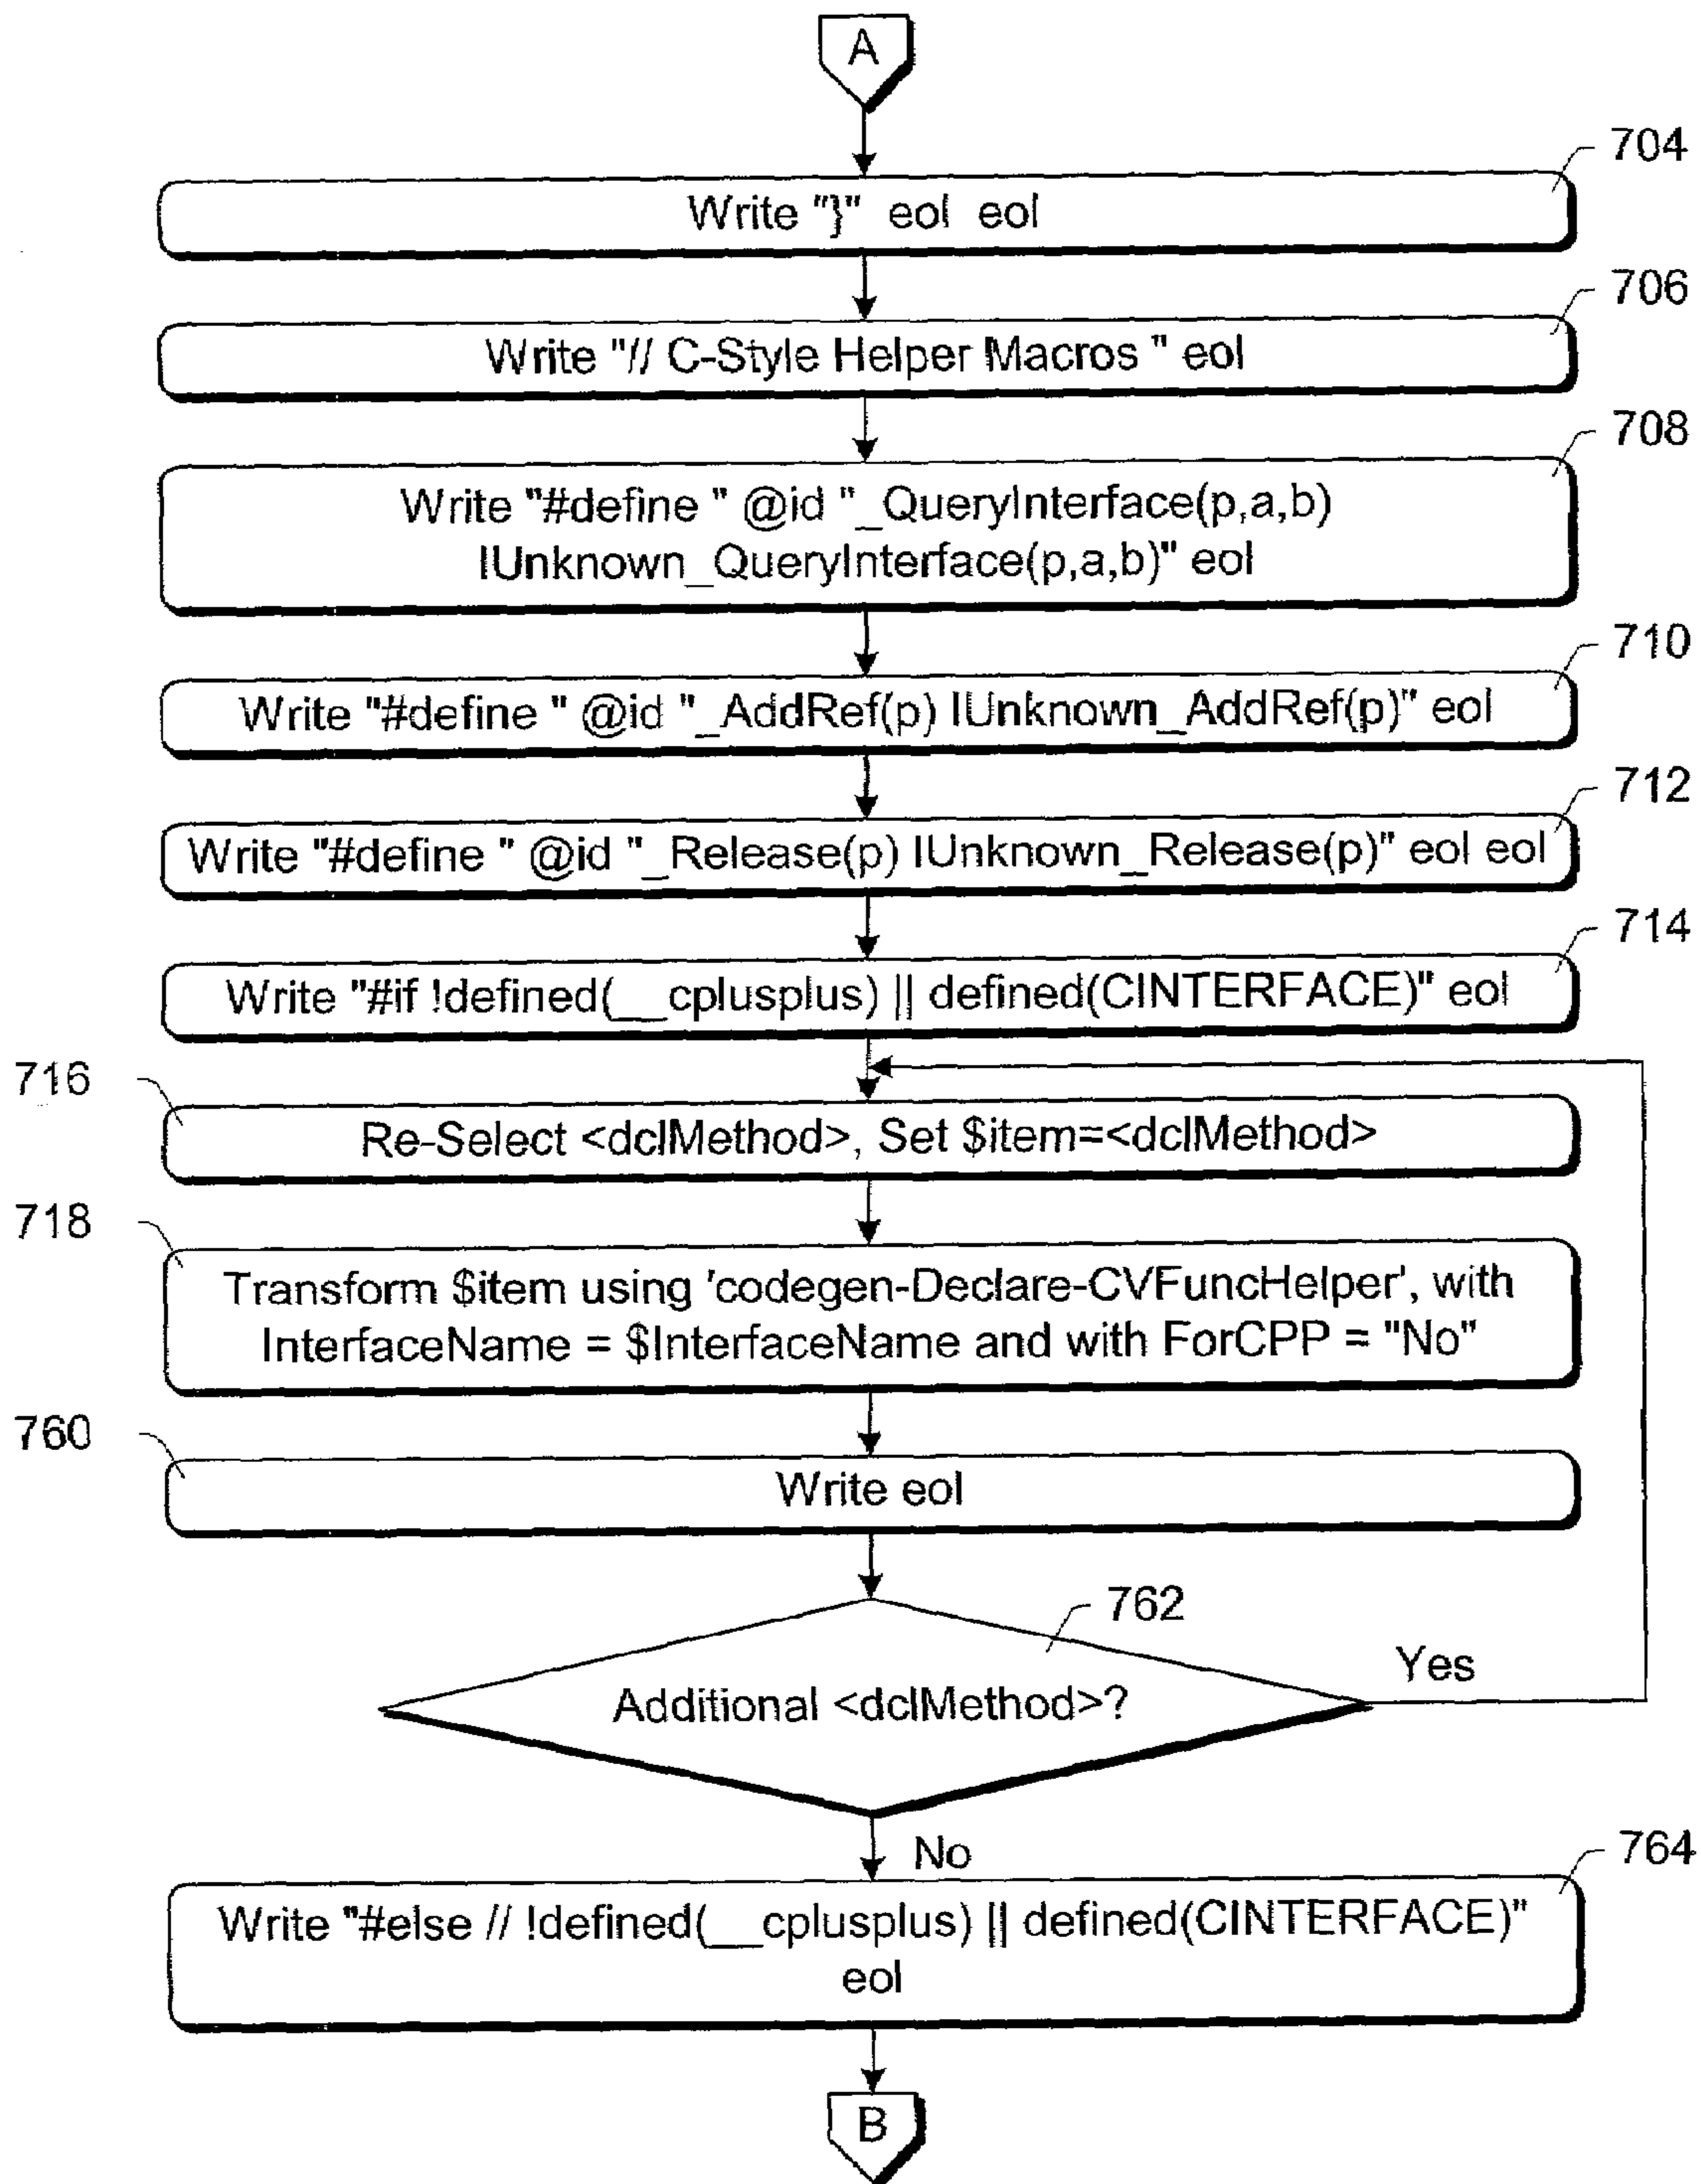 A
704
Write "}" eol eol
706
Write "// C-Style Helper Macros " eol
708
Write "#define " @id "_QueryInterface(p,a,b)
IUnknown_QueryInterface(p,a,b)" eol
710
Write "#define " @id "_AddRef(p) IUnknown_AddRef(p)" eol
712
Write "#define " @id "_Release(p) IUnknown_Release(p)" eol eol
714
Write "#if !defined(__cplusplus) || defined(CINTERFACE)" eol
716
Re-Select <dclMethod>, Set $item=<dclMethod>
718
Transform $item using 'codegen-Declare-CVFuncHelper', with
InterfaceName = $InterfaceName and with ForCPP = "No"
760
Write eol
762
Additional <dclMethod>?
Yes
No
764
Write "#else // !defined(__cplusplus) || defined(CINTERFACE)"
eol
B